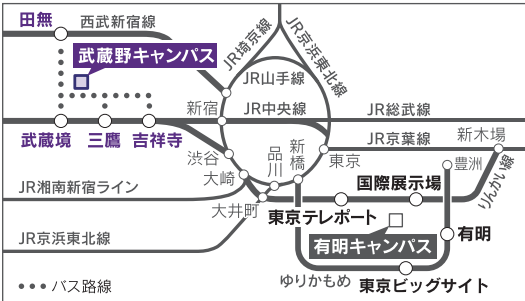 田無
西武新宿線
武蔵野キャンパス
JR埼京線
JR京浜東北線
JR山手線
新宿
JR中央線
JR総武線
武蔵境
三鷹
吉祥寺
JR京葉線
新木場
渋谷
品川
新橋
東京
豊洲
大崎
りんかい線
国際展示場
JR湘南新宿ライン
大井町
東京テレポート
有明
JR京浜東北線
有明キャンパス
ゆりかもめ
東京ビッグサイト
バス路線